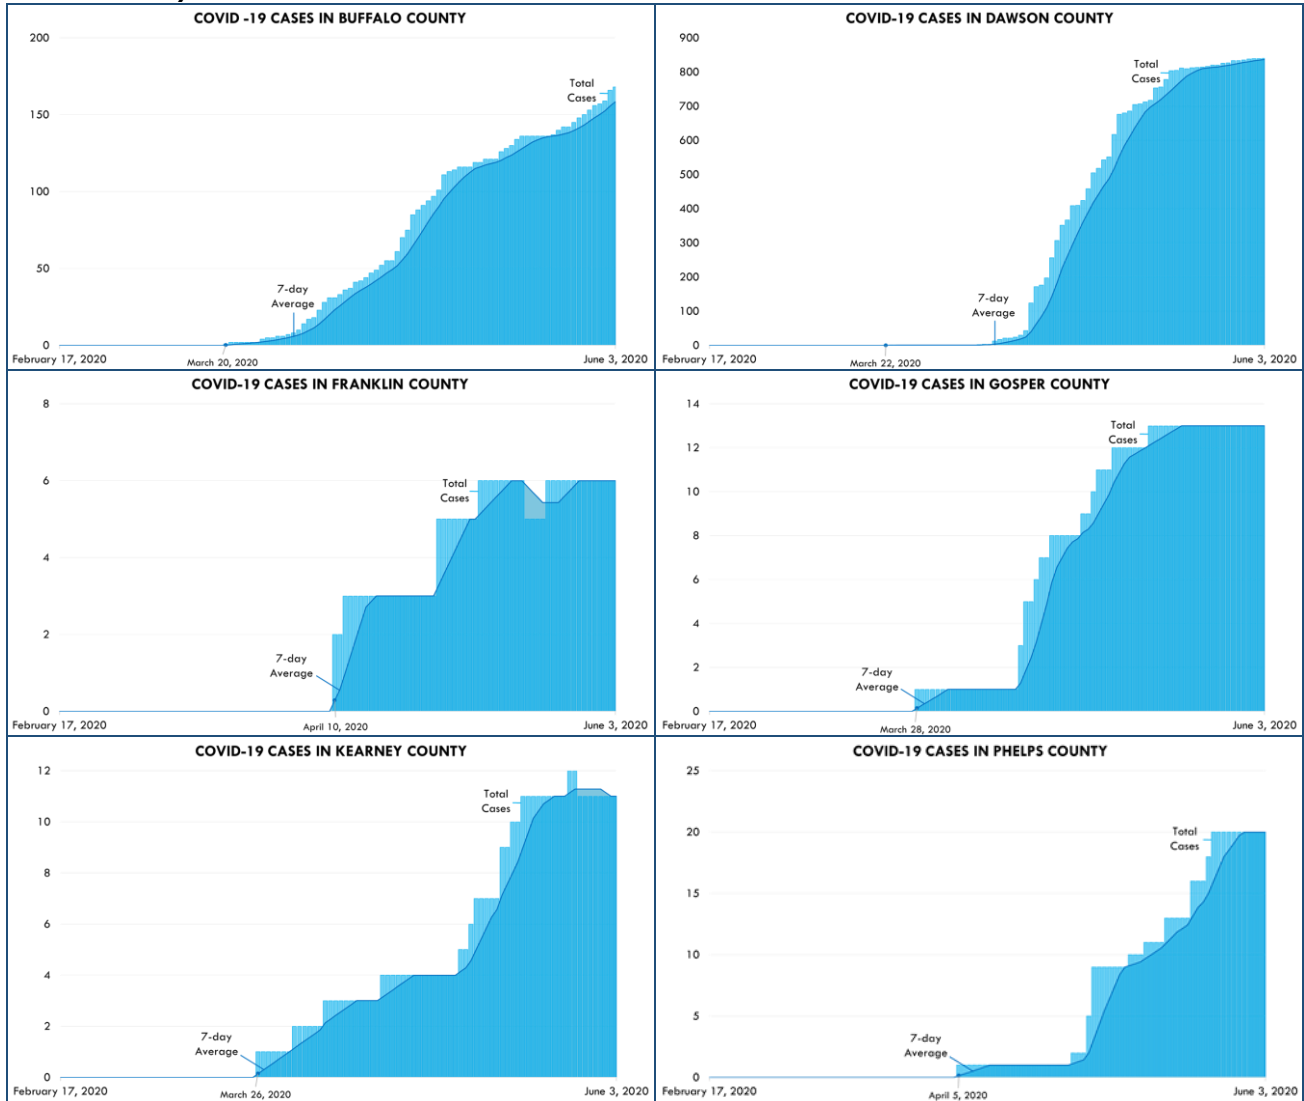 COVID -19 CASES IN BUFFALO COUNTY
200
150
100
50
0
Total
Cases
7-day
Average
February 17, 2020
March 20, 2020
June 3, 2020
COVID-19 CASES IN DAWSON COUNTY
900
800
700
600
500
400
300
200
100
0
Total
Cases
7-day
Average
February 17, 2020
March 22, 2020
June 3, 2020
COVID-19 CASES IN FRANKLIN COUNTY
8
6
4
2
0
Total
Cases
7-day
Average
February 17, 2020
April 10, 2020
June 3, 2020
COVID-19 CASES IN GOSPER COUNTY
14
12
10
8
6
4
2
0
Total
Cases
7-day
Average
February 17, 2020
March 28, 2020
June 3, 2020
COVID-19 CASES IN KEARNEY COUNTY
12
10
8
6
4
2
0
Total
Cases
7-day
Average
February 17, 2020
March 26, 2020
June 3, 2020
COVID-19 CASES IN PHELPS COUNTY
25
20
15
10
5
0
Total
Cases
7-day
Average
February 17, 2020
April 5, 2020
June 3, 2020